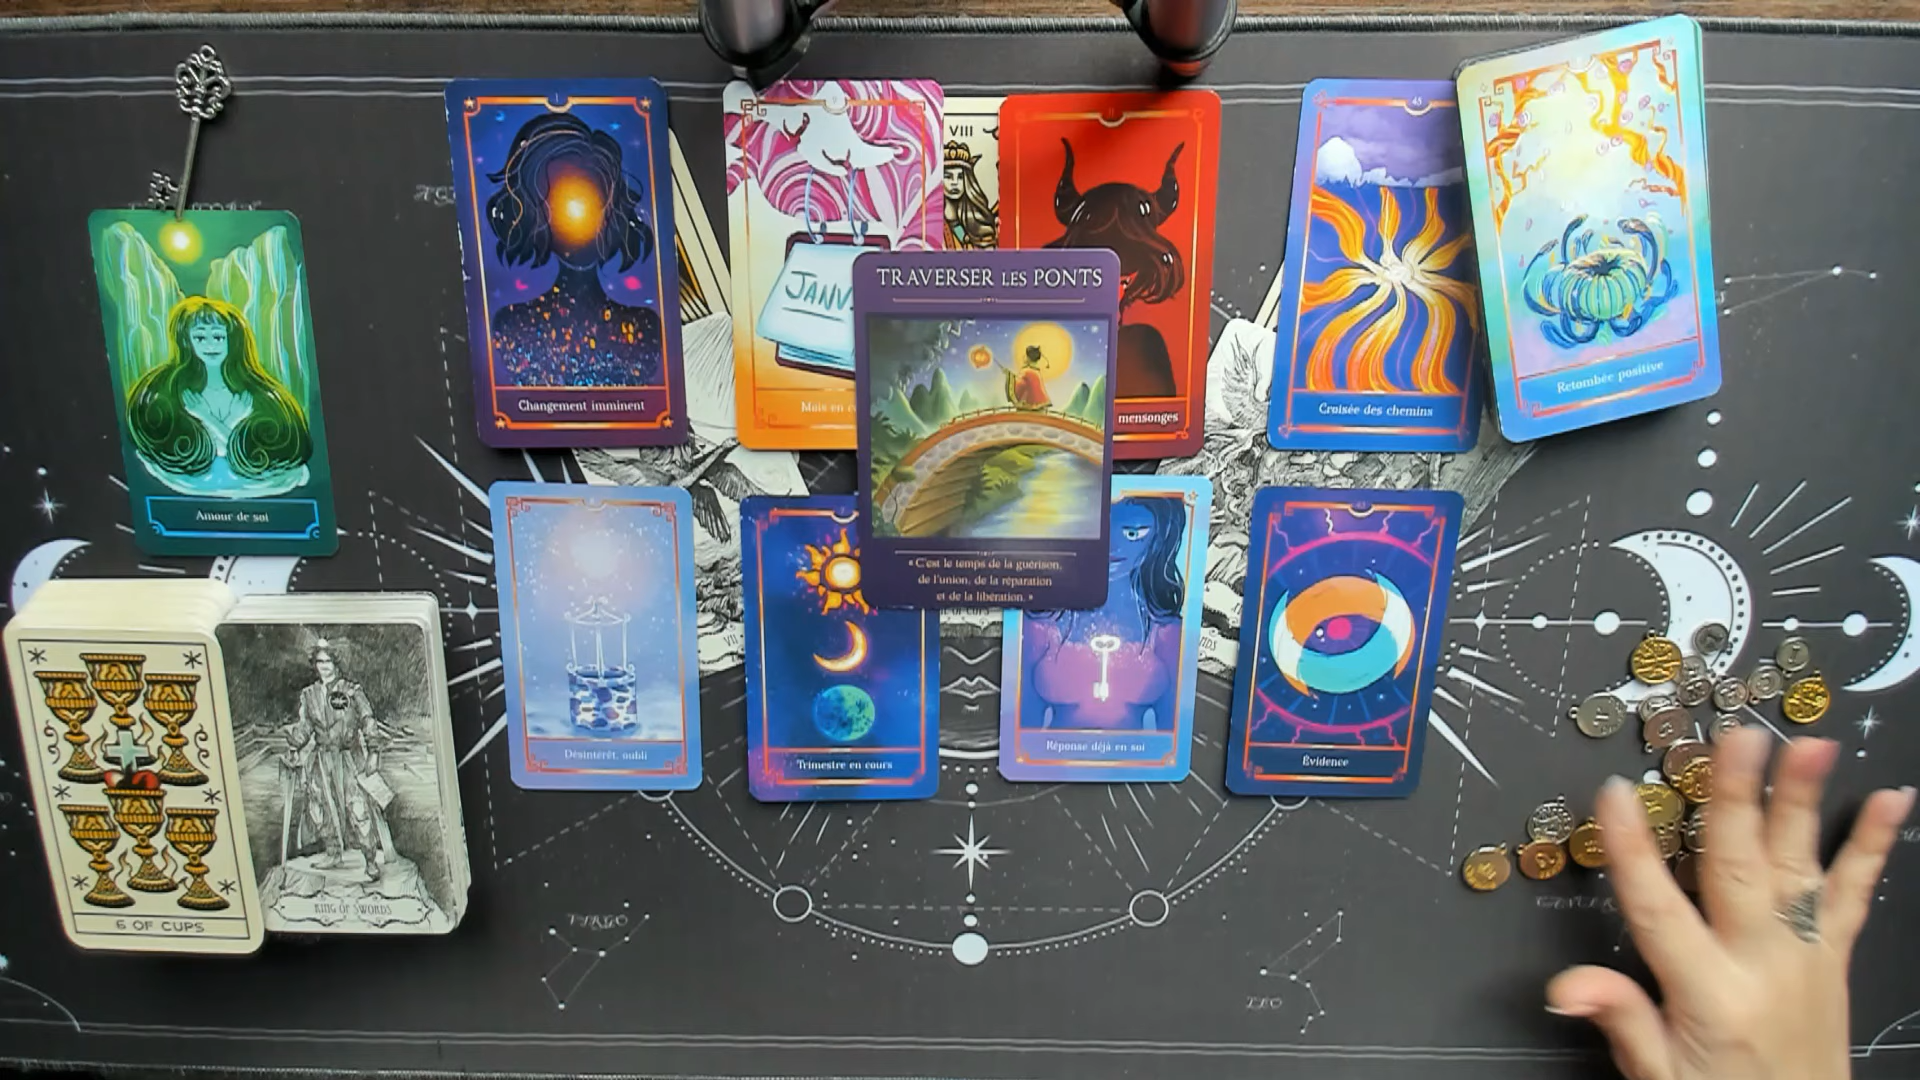 VIII
TRAVERSER LES PONTS
JANV
Changement imminent
Mois en
mensonges
45
Croisée des chemins
Retombée positive
Amour de soi
« C'est le temps de la guérison,
de l'union, de la réparation
et de la libération. »
Désintérêt, oubli
Trimestre en cours
Réponse déjà en soi
Évidence
6 OF CUPS
KING OF SWORDS
LEO